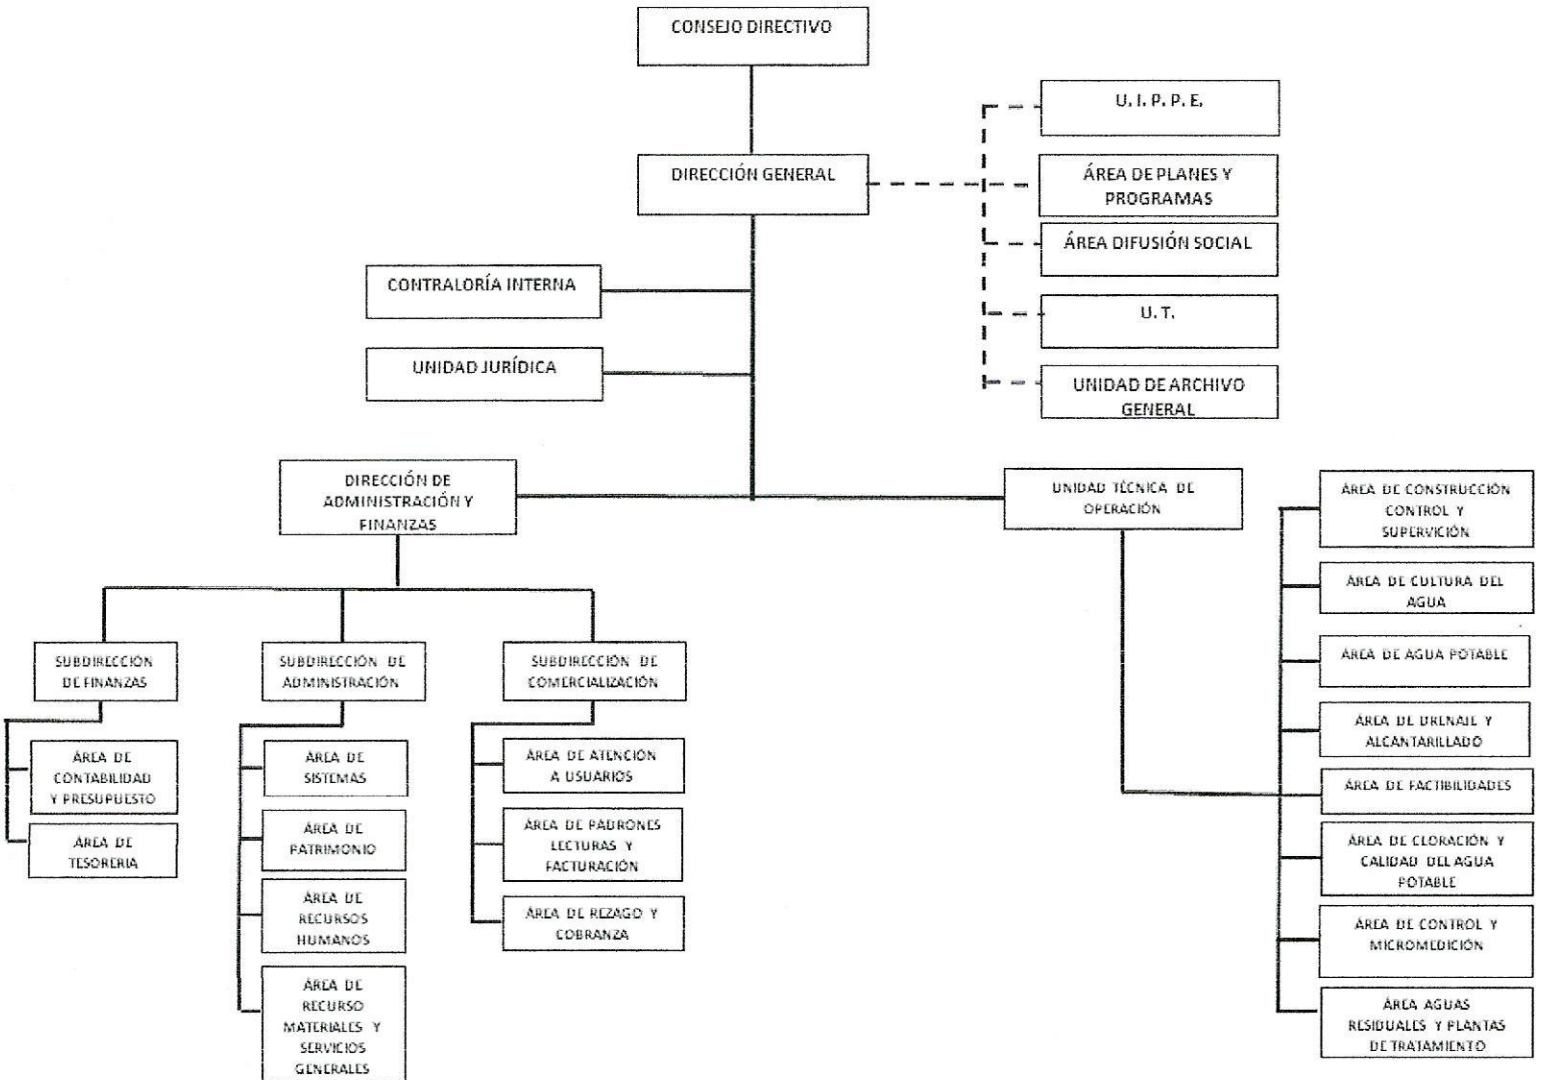 CONSEJO DIRECTIVO
U. I. P. P. E.
DIRECCIÓN GENERAL
ÁREA DE PLANES Y
PROGRAMAS
ÁREA DIFUSIÓN SOCIAL
CONTRALORÍA INTERNA
U. T.
UNIDAD JURÍDICA
UNIDAD DE ARCHIVO
GENERAL
DIRECCIÓN DE
ADMINISTRACIÓN Y
FINANZAS
UNIDAD TÉCNICA DE
OPERACIÓN
SUBDIRECCIÓN
DE FINANZAS
ÁREA DE
CONTABILIDAD
Y PRESUPUESTO
ÁREA DE
TESORERIA
SUBDIRECCIÓN DE
ADMINISTRACIÓN
ÁREA DE
SISTEMAS
ÁREA DE
PATRIMONIO
ÁREA DE
RECURSOS
HUMANOS
ÁREA DE
RECURSO
MATERIALES Y
SERVICIOS
GENERALES
SUBDIRECCIÓN DE
COMERCIALIZACIÓN
ÁREA DE ATENCIÓN
A USUARIOS
ÁREA DE PADRONES
LECTURAS Y
FACTURACIÓN
ÁREA DE REZAGO Y
COBRANZA
ÁREA DE CONSTRUCCIÓN
CONTROL Y
SUPERVICIÓN
ÁREA DE CULTURA DEL
AGUA
ÁREA DE AGUA POTABLE
ÁREA DE DRENAJE Y
ALCANTARILLADO
ÁREA DE FACTIBILIDADES
ÁREA DE CLORACIÓN Y
CALIDAD DEL AGUA
POTABLE
ÁREA DE CONTROL Y
MICROMEDICIÓN
ÁREA AGUAS
RESIDUALES Y PLANTAS
DE TRATAMIENTO